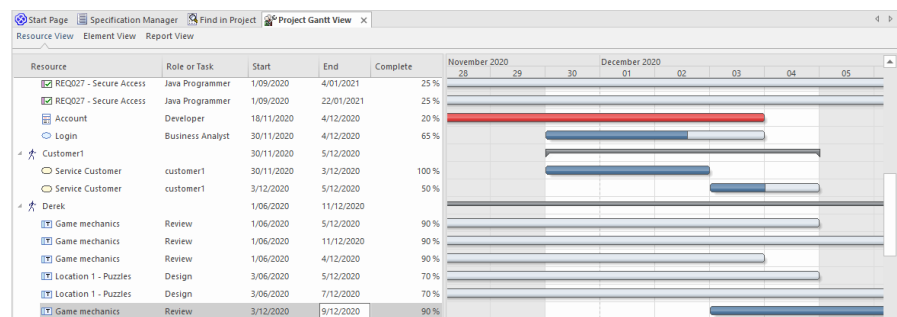 Start Page Specification Manager Find in Project Project Gantt View ×
Resource View Element View Report View
Resource Role or Task Start End Complete November 2020 December 2020
28 29 30 01 02 03 04 05
REQ027 - Secure Access Java Programmer 1/09/2020 4/01/2021 25 %
REQ027 - Secure Access Java Programmer 1/09/2020 22/01/2021 25 %
Account Developer 18/11/2020 4/12/2020 20 %
Login Business Analyst 30/11/2020 4/12/2020 65 %
Customer1 30/11/2020 5/12/2020
Service Customer customer1 30/11/2020 3/12/2020 100 %
Service Customer customer1 3/12/2020 5/12/2020 50 %
Derek 1/06/2020 11/12/2020
Game mechanics Review 1/06/2020 5/12/2020 90 %
Game mechanics Review 1/06/2020 11/12/2020 90 %
Game mechanics Review 1/06/2020 4/12/2020 90 %
Location 1 - Puzzles Design 3/06/2020 5/12/2020 70 %
Location 1 - Puzzles Design 3/06/2020 7/12/2020 70 %
Game mechanics Review 3/12/2020 9/12/2020 90 %